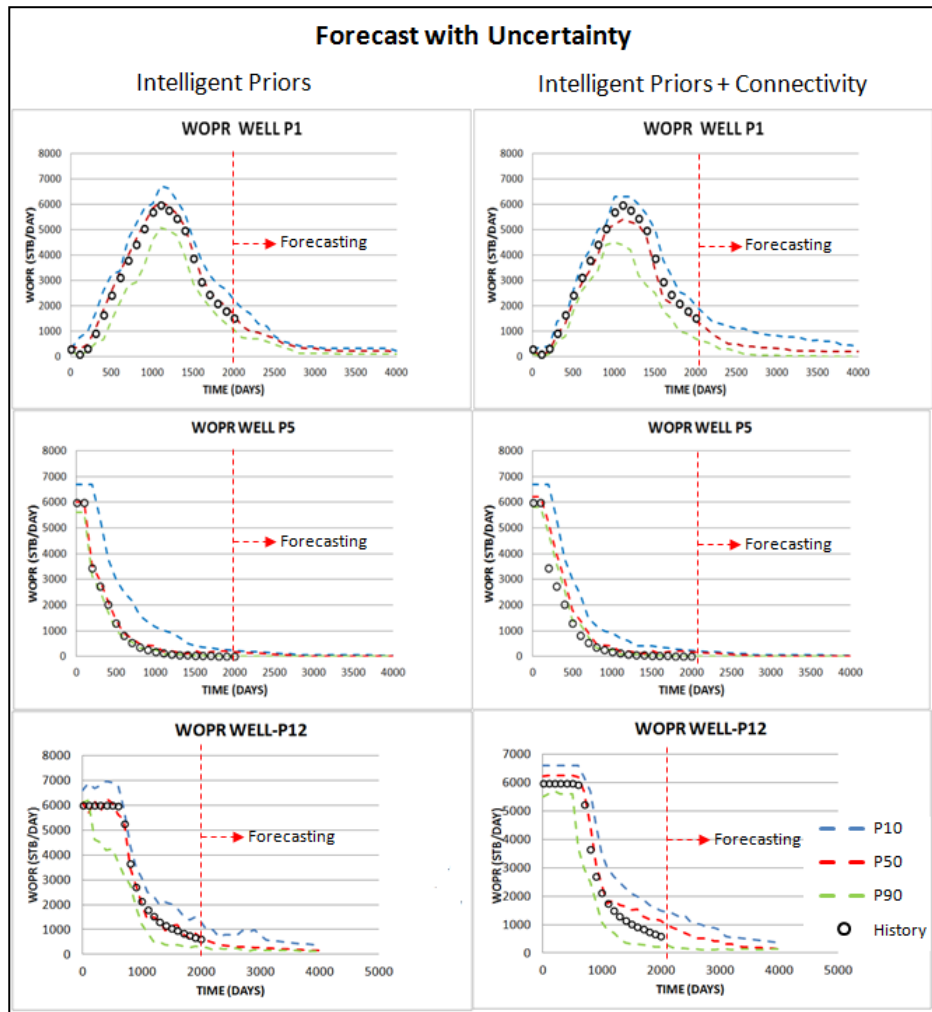 Forecast with Uncertainty
Intelligent Priors
Intelligent Priors + Connectivity
WOPR WELL P1
8000
7000
6000
5000
4000
3000
2000
1000
0
WOPR (STB/DAY)
Forecasting
0 500 1000 1500 2000 2500 3000 3500 4000
TIME (DAYS)
WOPR WELL P1
8000
7000
6000
5000
4000
3000
2000
1000
0
WOPR (STB/DAY)
Forecasting
0 500 1000 1500 2000 2500 3000 3500 4000
TIME (DAYS)
WOPR WELL P5
8000
7000
6000
5000
4000
3000
2000
1000
0
WOPR (STB/DAY)
Forecasting
0 500 1000 1500 2000 2500 3000 3500 4000
TIME (DAYS)
WOPR WELL P5
8000
7000
6000
5000
4000
3000
2000
1000
0
WOPR (STB/DAY)
Forecasting
0 500 1000 1500 2000 2500 3000 3500 4000
TIME (DAYS)
WOPR WELL-P12
8000
7000
6000
5000
4000
3000
2000
1000
0
WOPR (STB/DAY)
Forecasting
0 1000 2000 3000 4000 5000
TIME (DAYS)
WOPR WELL-P12
7000
6000
5000
4000
3000
2000
1000
0
WOPR (STB/DAY)
Forecasting
0 1000 2000 3000 4000 5000
TIME (DAYS)
P10
P50
P90
History